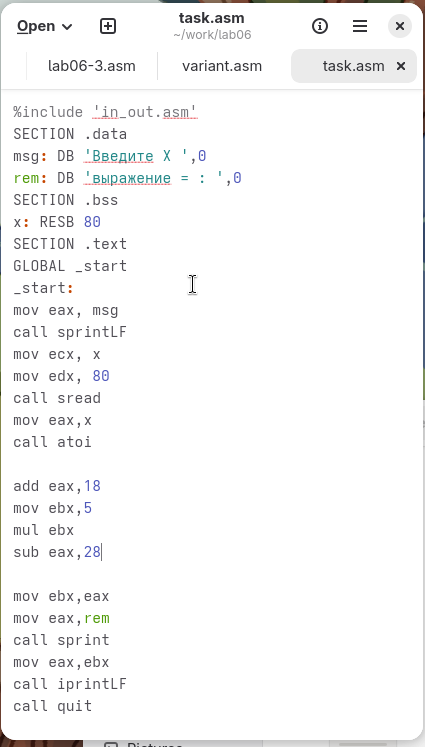 Open
task.asm
~/work/lab06
lab06-3.asm
variant.asm
task.asm
%include 'in_out.asm'
SECTION .data
msg: DB 'Введите X ',0
rem: DB 'выражение = : ',0
SECTION .bss
x: RESB 80
SECTION .text
GLOBAL _start
_start:
mov eax, msg
call sprintLF
mov ecx, x
mov edx, 80
call sread
mov eax,x
call atoi
add eax,18
mov ebx,5
mul ebx
sub eax,28
mov ebx,eax
mov eax,rem
call sprint
mov eax,ebx
call iprintLF
call quit